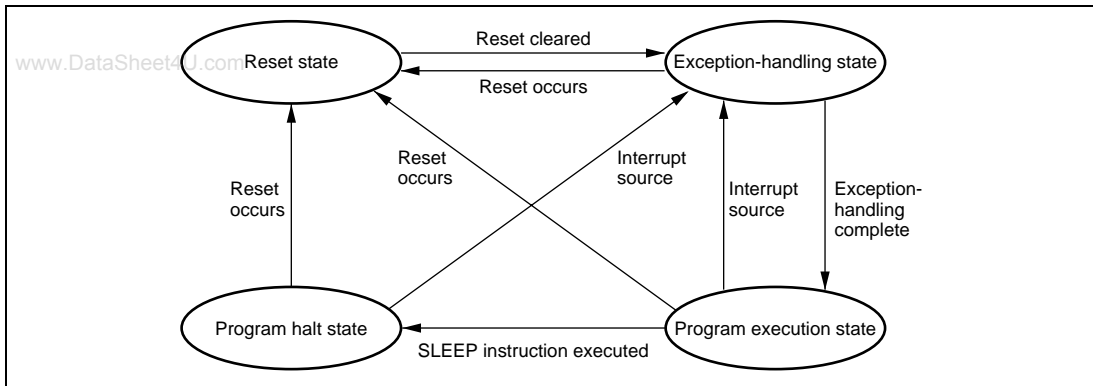 Reset cleared
www.DataSheet4U.com
Reset state
Exception-handling state
Reset occurs
Reset
occurs
Interrupt
source
Reset
occurs
Interrupt
source
Exception-
handling
complete
Program halt state
Program execution state
SLEEP instruction executed